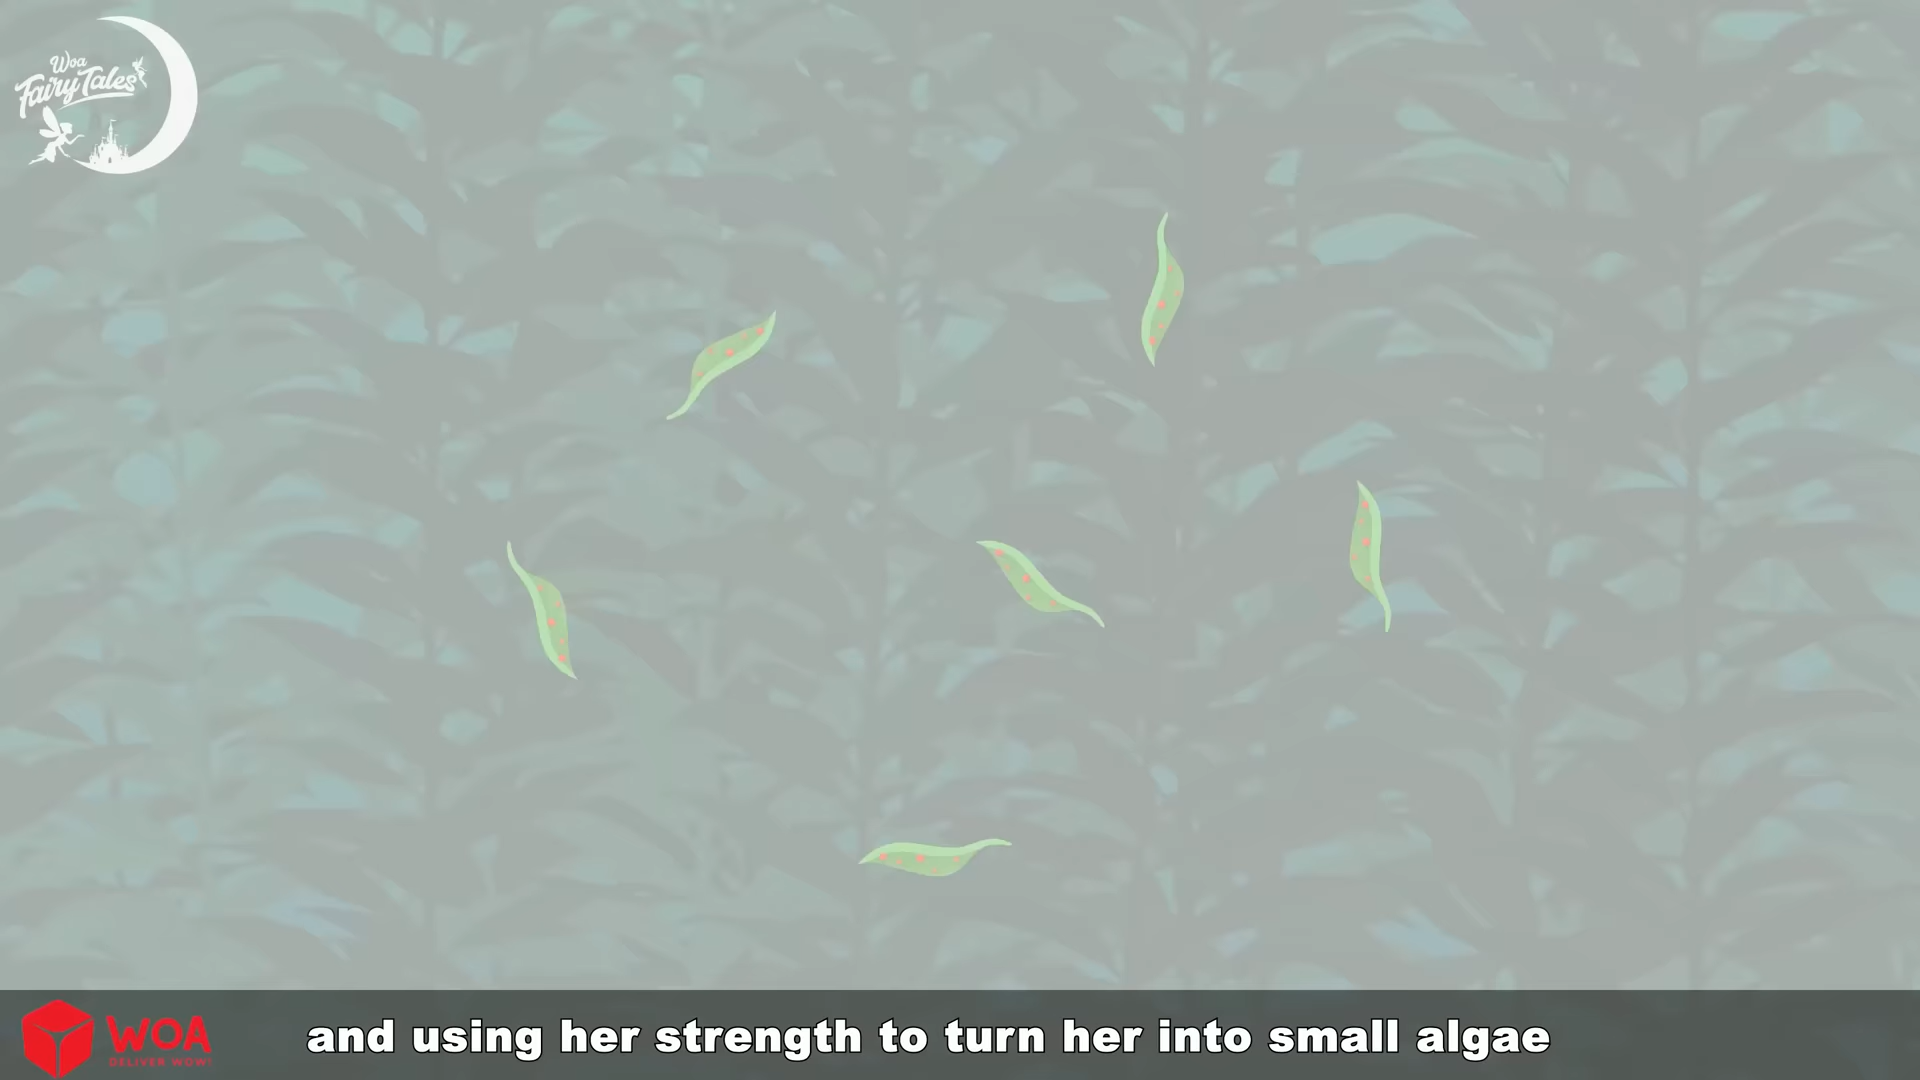 Woa
Fairy Tales
WOA
DELIVER WOW!
and using her strength to turn her into small algae